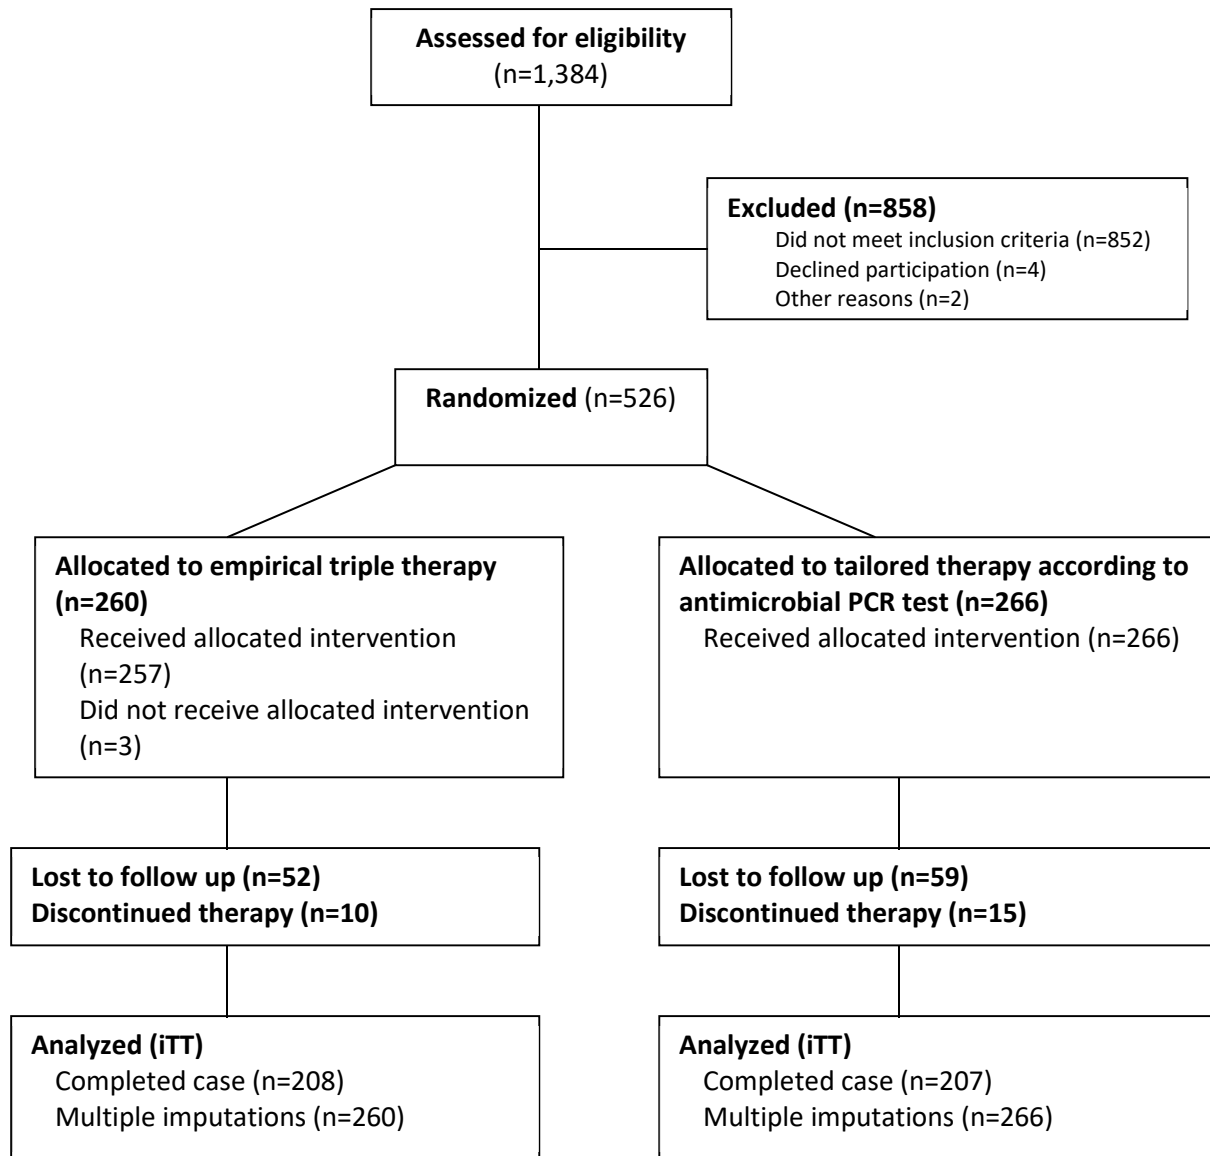 Assessed for eligibility
(n=1,384)
Excluded (n=858)
Did not meet inclusion criteria (n=852)
Declined participation (n=4)
Other reasons (n=2)
Randomized (n=526)
Allocated to empirical triple therapy
(n=260)
Received allocated intervention
(n=257)
Did not receive allocated intervention
(n=3)
Allocated to tailored therapy according to
antimicrobial PCR test (n=266)
Received allocated intervention (n=266)
Lost to follow up (n=52)
Discontinued therapy (n=10)
Lost to follow up (n=59)
Discontinued therapy (n=15)
Analyzed (iTT)
Completed case (n=208)
Multiple imputations (n=260)
Analyzed (iTT)
Completed case (n=207)
Multiple imputations (n=266)